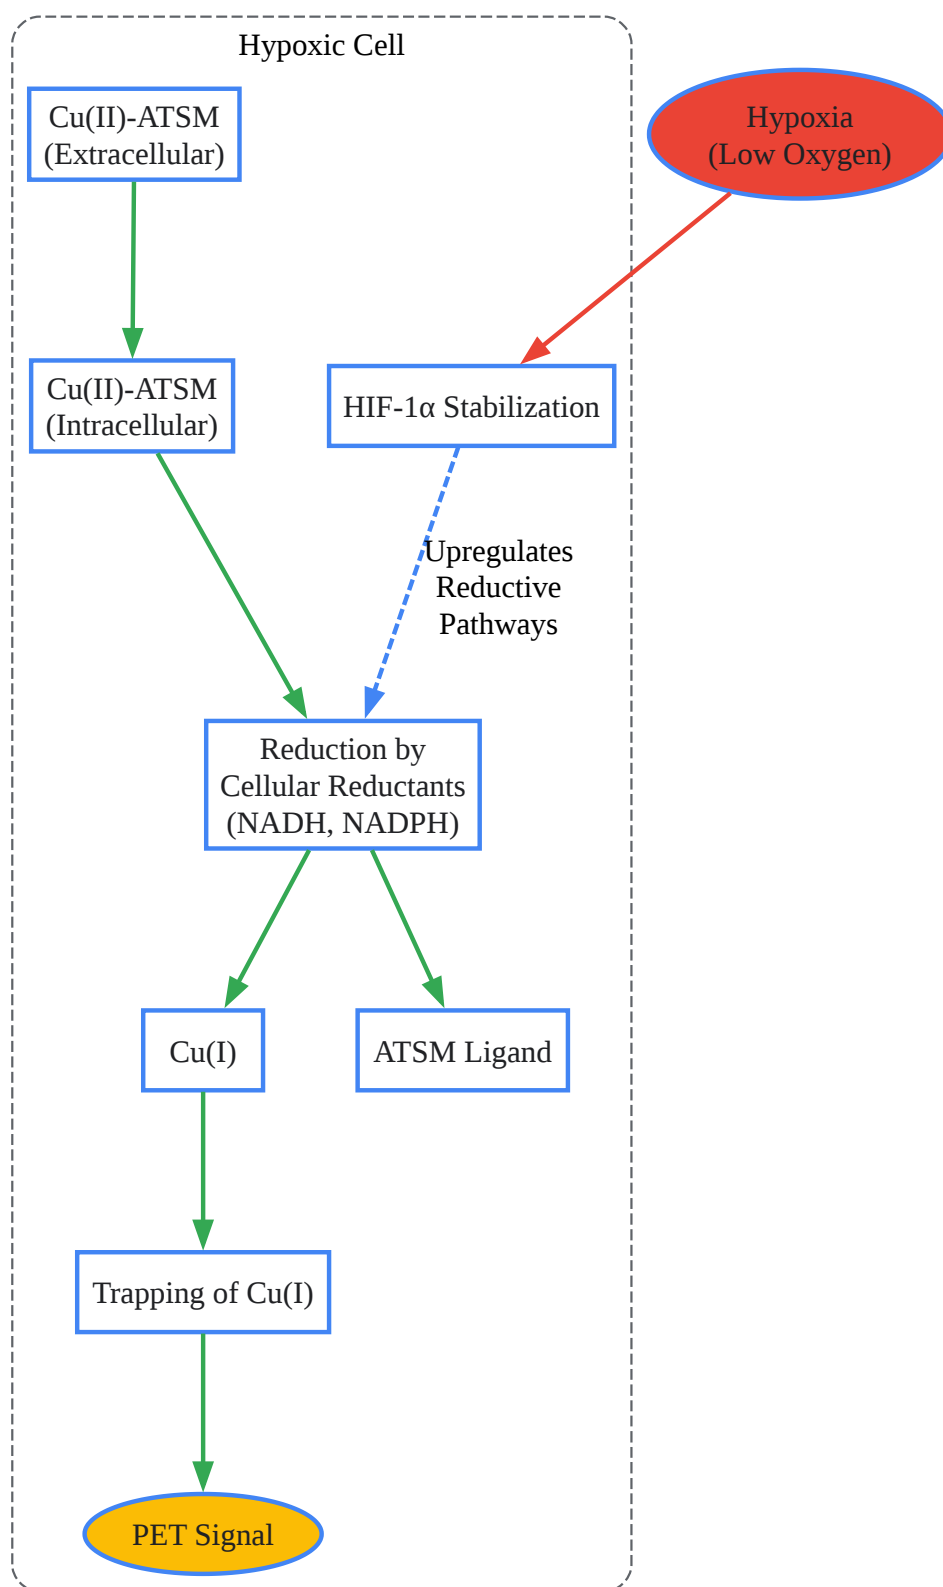 Hypoxic Cell
Cu(II)-ATSM
(Extracellular)
Hypoxia
(Low Oxygen)
Cu(II)-ATSM
(Intracellular)
HIF-1α Stabilization
Upregulates
Reductive
Pathways
Reduction by
Cellular Reductants
(NADH, NADPH)
Cu(I)
ATSM Ligand
Trapping of Cu(I)
PET Signal